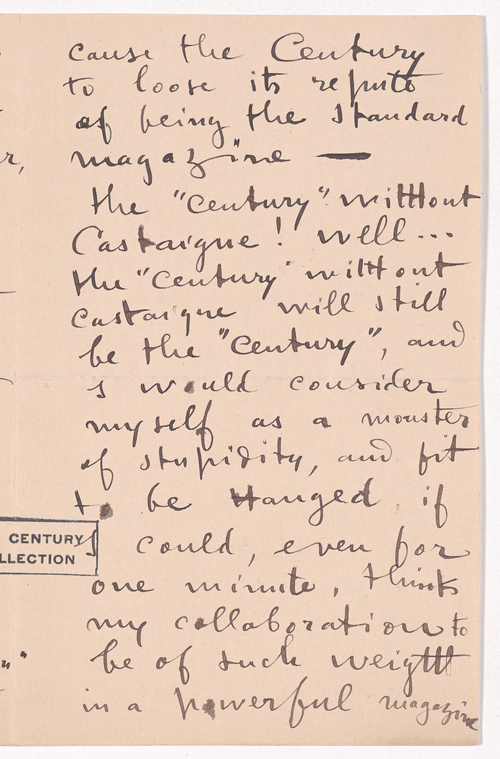 cause the Century
to loose its repute
of being the standard
r, magazine —
the "century" without
Castaigne! well...
the "century" without
castaigne will still
be the "century", and
I would consider
myself as a monster
of stupidity, and fit
to be Hanged, if
CENTURY
LLECTION
I could, even for
one minute, think
my collaboration to
be of such weight
in a powerful magazine